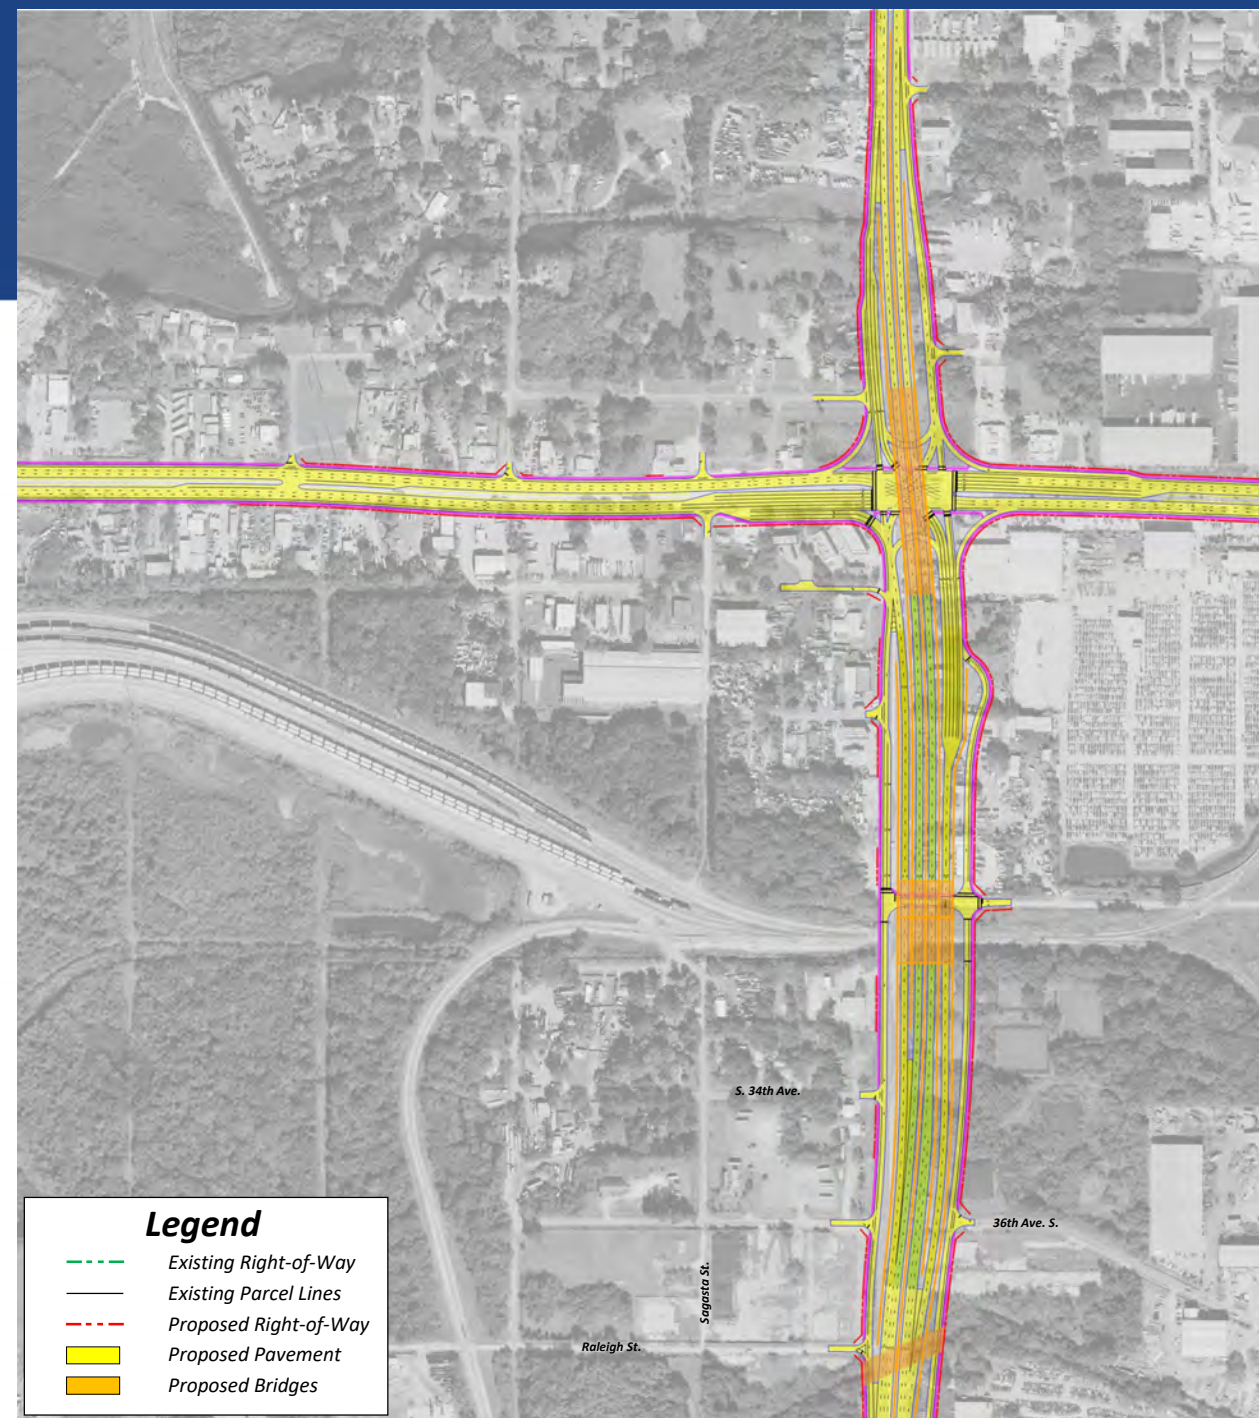 S. 34th Ave.
36th Ave. S.
Sagasta St.
Raleigh St.
Legend
Existing Right-of-Way
Existing Parcel Lines
Proposed Right-of-Way
Proposed Pavement
Proposed Bridges